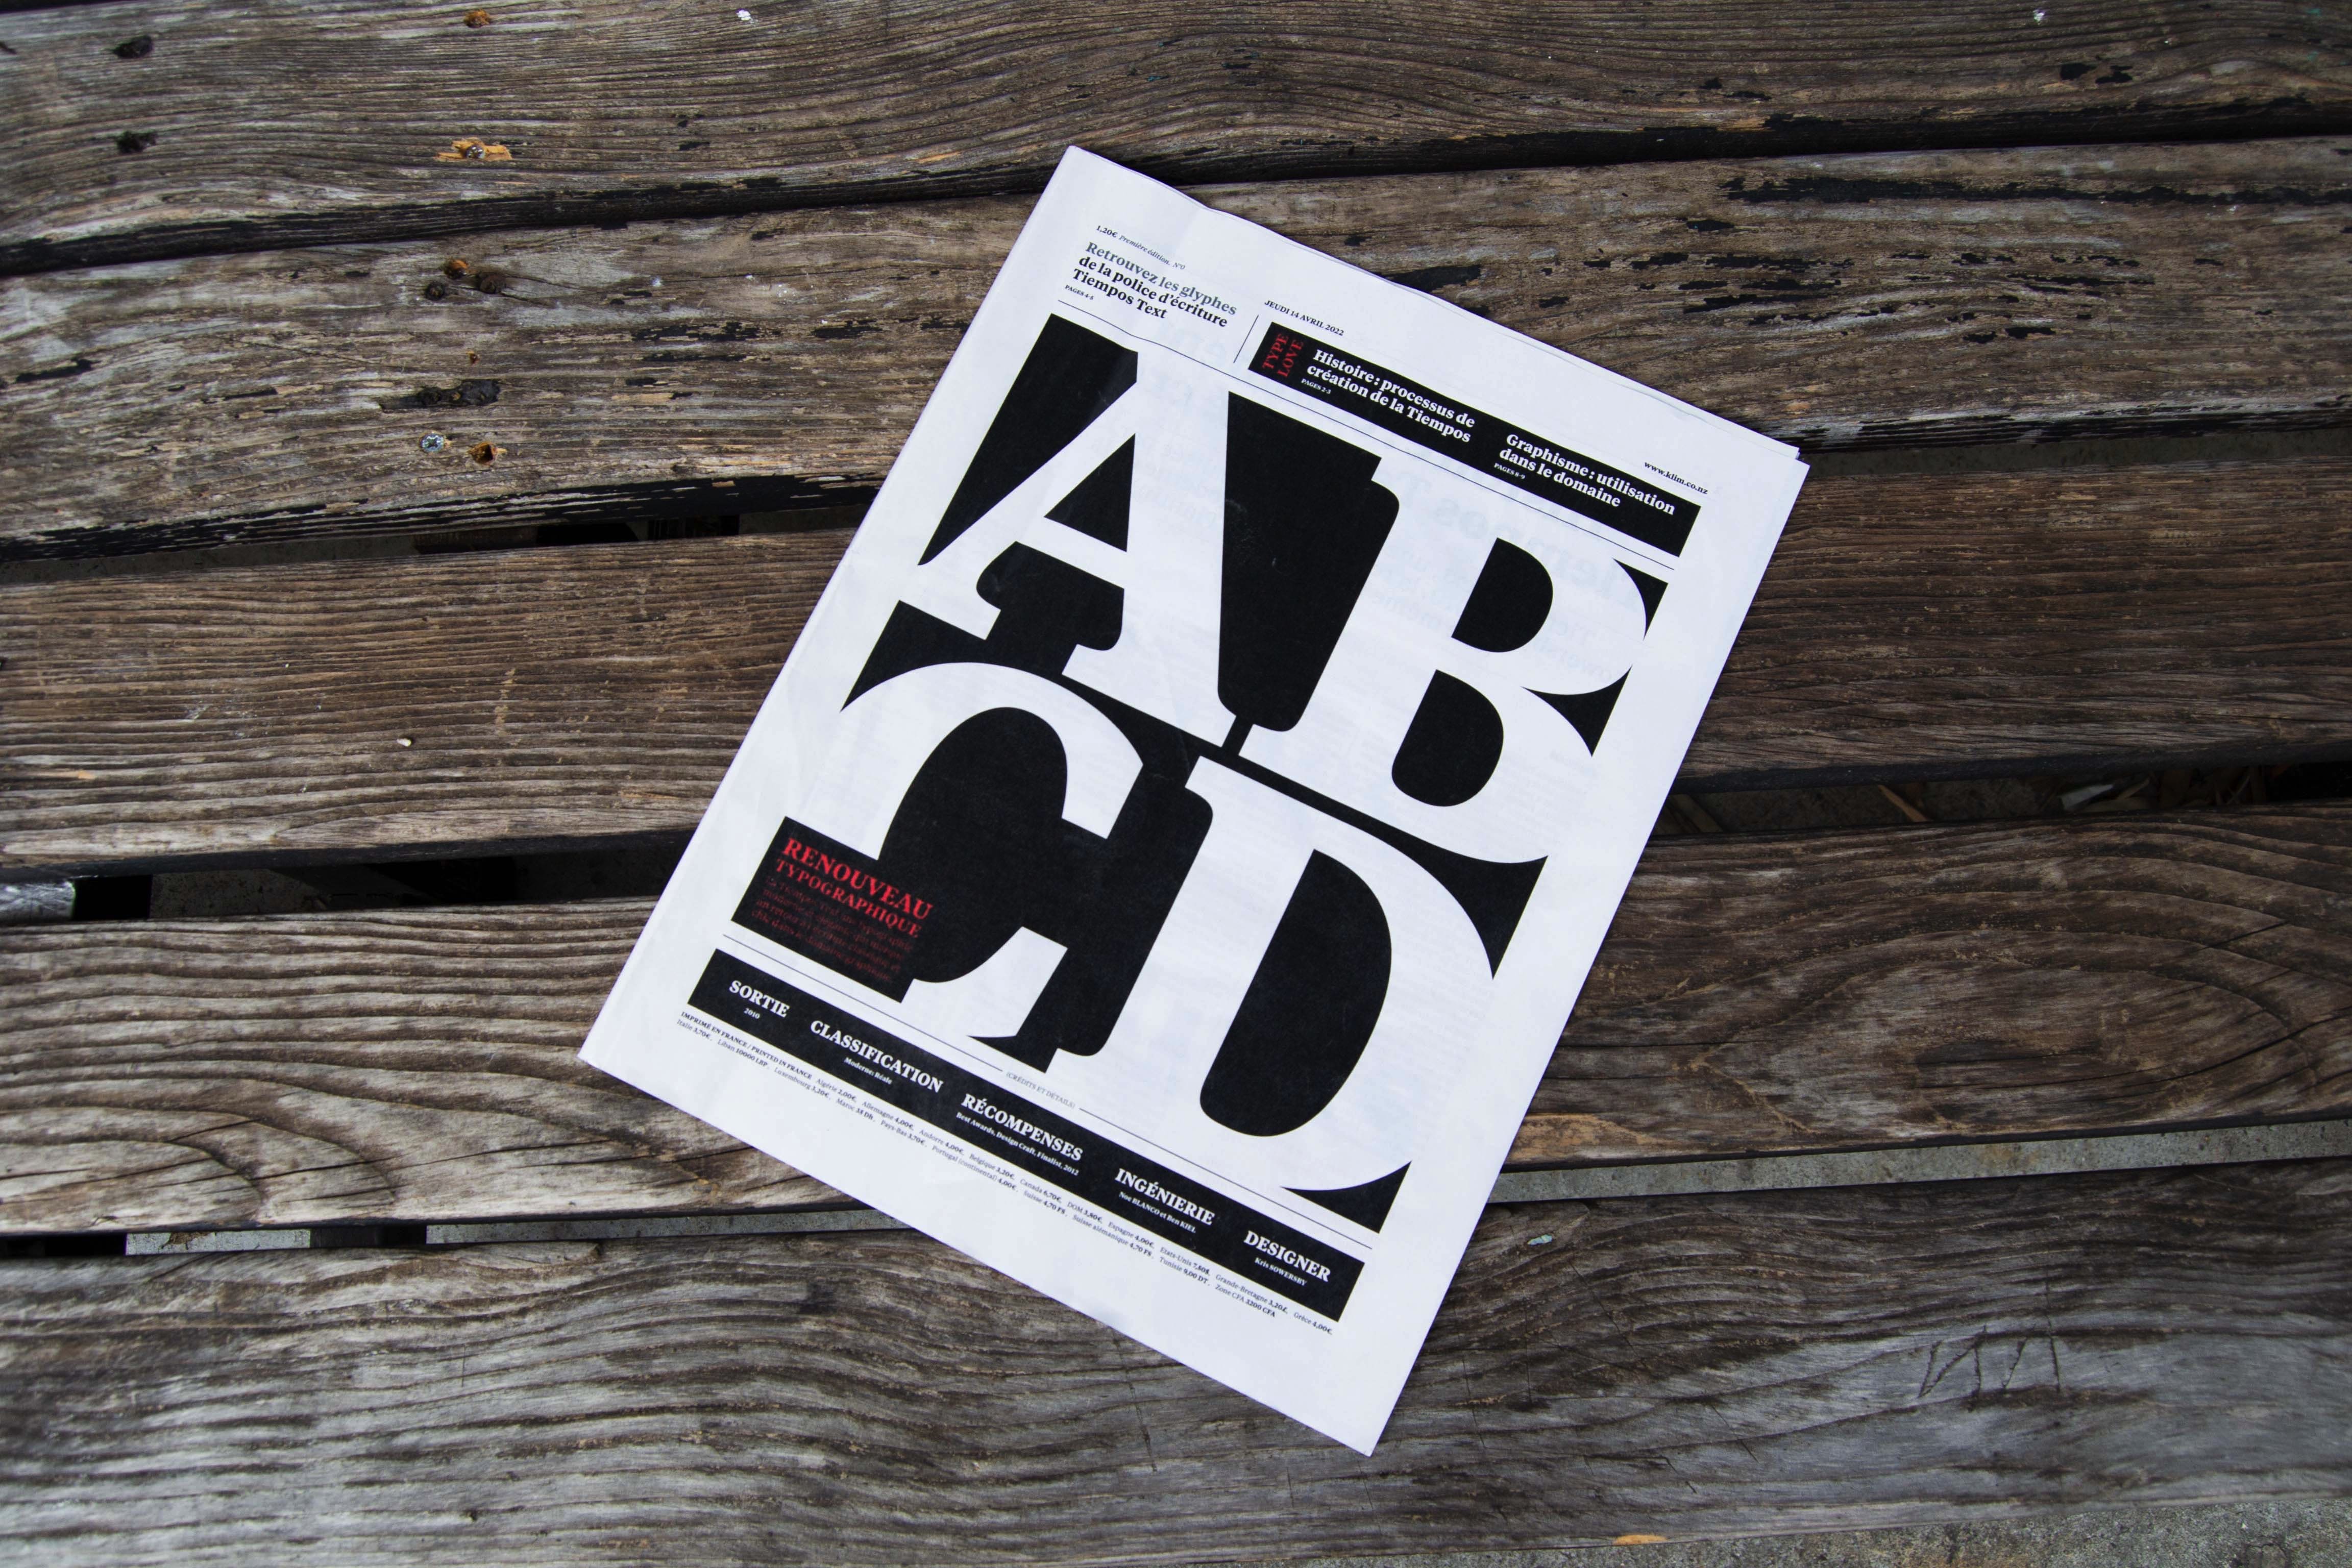 1,20€ Première édition, N°0
Retrouvez les glyphes
de la police d'écriture
Tiempos Text
PAGES 4-5
JEUDI 14 AVRIL 2022
TYPE
LOVE
Histoire : processus de
création de la Tiempos
PAGES 2-3
Graphisme : utilisation
dans le domaine
PAGES 8-9
www.klim.co.nz
A B
C D
RENOUVEAU
TYPOGRAPHIQUE
(CRÉDITS ET DÉTAILS)
SORTIE
2010
CLASSIFICATION
Moderne: Réale
RÉCOMPENSES
Best Awards, Design Craft, Finalist, 2012
INGÉNIERIE
Noe BLANCO et Ben KIEL
DESIGNER
Kris SOWERSBY
IMPRIMÉ EN FRANCE / PRINTED IN FRANCE Algérie 2,00€, Allemagne 4,00€, Andorre 4,00€, Belgique 3,20€, Canada 6,70€, DOM 3,80€, Espagne 4,00€, Etats-Unis 7,50$, Grande-Bretagne 3,20£, Grèce 4,00€,
Italie 3,70€, Liban 10000 LBP Luxembourg 3,20€, Maroc 35 Dh, Pays-Bas 3,70€, Portugal (continental) 4,00€, Suisse 4,70 FS, Suisse alémanique 4,70 FS, Tunisie 9,00 DT, Zone CFA 3200 CFA